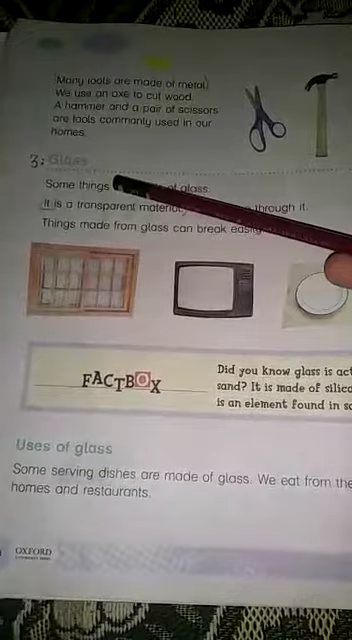 Many tools are made of metal.
We use an axe to cut wood.
A hammer and a pair of scissors
are tools commonly used in our
homes.
3. Glass
Some things of glass.
It is a transparent through it.
Things made from glass can break
FACTBOX
Did you know glass is
sand? It is made of
is an element found in
Uses of glass
Some serving dishes are made of glass. We eat from
homes and restaurants.
OXFORD